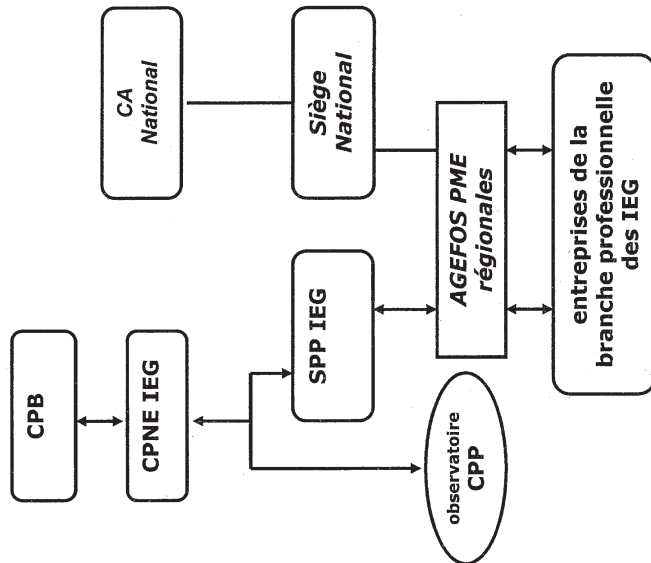 CPB
CPNE IEG
SPP IEG
observatoire
CPP
CA
National
Siège
National
AGEFOS PME
régionales
entreprises de la
branche professionnelle
des IEG